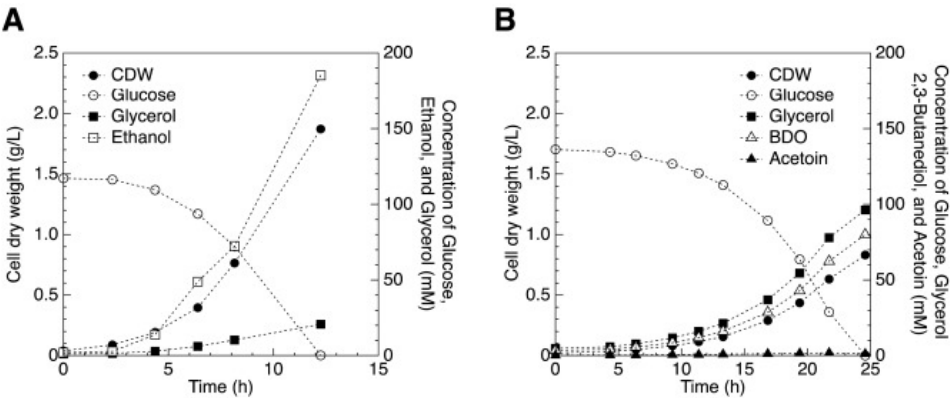 A
B
2.5
2.0
1.5
1.0
0.5
0
200
150
100
50
0
0
5
10
15
CDW
Glucose
Glycerol
Ethanol
Cell dry weight (g/L)
Time (h)
Concentration of Glucose,
Ethanol, and Glycerol (mM)
2.5
2.0
1.5
1.0
0.5
0
200
150
100
50
0
0
5
10
15
20
25
CDW
Glucose
Glycerol
BDO
Acetoin
Cell dry weight (g/L)
Time (h)
Concentration of Glucose, Glycerol
2,3-Butanediol, and Acetoin (mM)